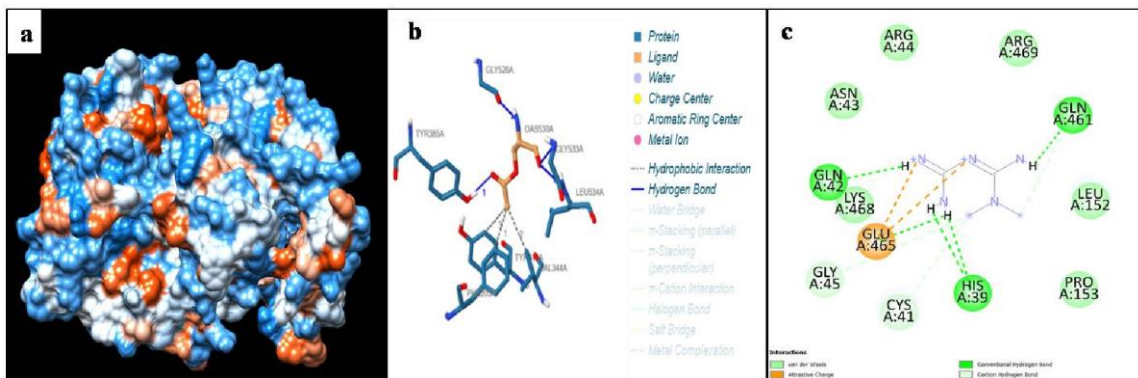 a
b
GLY526A
OAS530A
TYR385A
GLY533A
LEU534A
1
Protein
Ligand
Water
Charge Center
Aromatic Ring Center
Metal Ion
Hydrophobic Interaction
Hydrogen Bond
Water Bridge
π-Stacking (parallel)
π-Stacking
(perpendicular)
π-Cation Interaction
Halogen Bond
Salt Bridge
Metal Complexation
c
ARG
A:44
ARG
A:469
ASN
A:43
GLN
A:461
GLN
A:42
LYS
A:468
LEU
A:152
GLU
A:465
GLY
A:45
CYS
A:41
HIS
A:39
PRO
A:153
H
N
N
N
H
N
H
H
N
Interactions
van der Waals
Attractive Charge
Conventional Hydrogen Bond
Carbon Hydrogen Bond